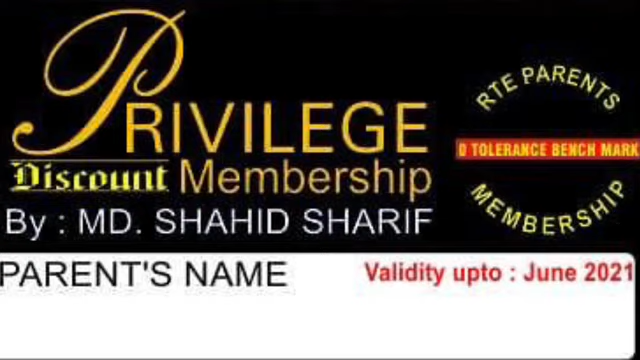 PRIVILEGE
Discount Membership
By : MD. SHAHID SHARIF
RTE PARENTS
0 TOLERANCE BENCH MARK
MEMBERSHIP
PARENT'S NAME
Validity upto : June 2021